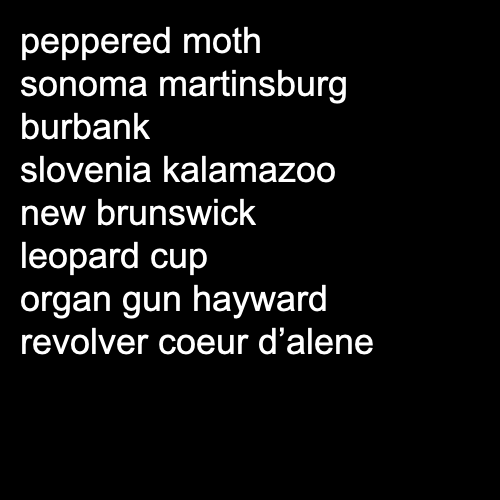 peppered moth
sonoma martinsburg
burbank
slovenia kalamazoo
new brunswick
leopard cup
organ gun hayward
revolver coeur d’alene